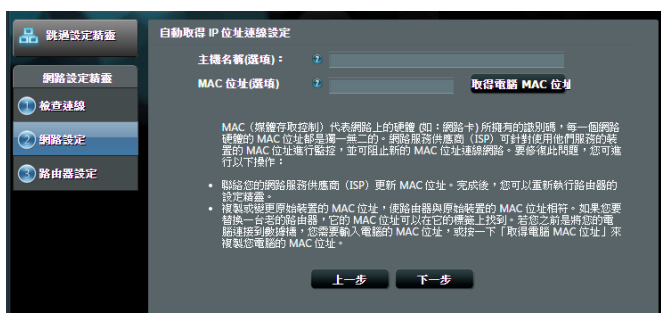 跳過設定精靈
網路設定精靈
1 檢查連線
2 網路設定
3 路由器設定
自動取得 IP 位址連線設定
主機名稱(選項)：
MAC 位址(選項)
取得電腦 MAC 位址
MAC（媒體存取控制）代表網路上的硬體 (如：網路卡) 所擁有的識別碼，每一個網路
硬體的 MAC 位址都是獨一無二的。網路服務供應商（ISP）可針對使用他們服務的裝
置的 MAC 位址進行監控，並可阻止新的 MAC 位址連線網路。要修復此問題，您可進
行以下操作：
• 聯絡您的網路服務供應商（ISP）更新 MAC 位址。完成後，您可以重新執行路由器的
設定精靈。
• 複製或變更原始裝置的 MAC 位址，使路由器與原始裝置的 MAC 位址相符。如果您要
替換一台老的路由器，它的 MAC 位址可以在它的標籤上找到。若您之前是將您的電
腦連接到數據機，您需要輸入電腦的 MAC 位址，或按一下「取得電腦 MAC 位址」來
複製您電腦的 MAC 位址。
上一步
下一步